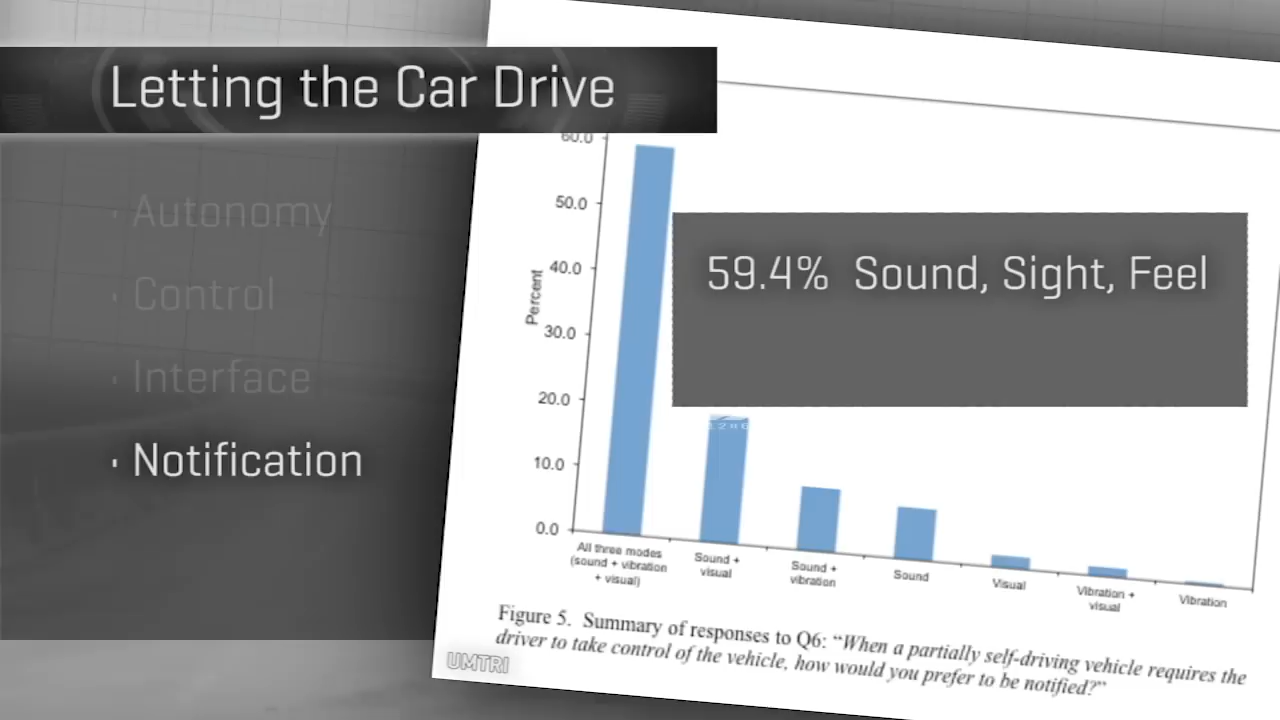 Letting the Car Drive
· Autonomy
· Control
· Interface
· Notification
59.4% Sound, Sight, Feel
Percent
60.0
50.0
40.0
30.0
20.0
10.0
0.0
All three modes
(sound + vibration
+ visual)
Sound +
visual
Sound +
vibration
Sound
Visual
Vibration +
visual
Vibration
Figure 5. Summary of responses to Q6: “When a partially self-driving vehicle requires the
driver to take control of the vehicle, how would you prefer to be notified?”
UMTRI